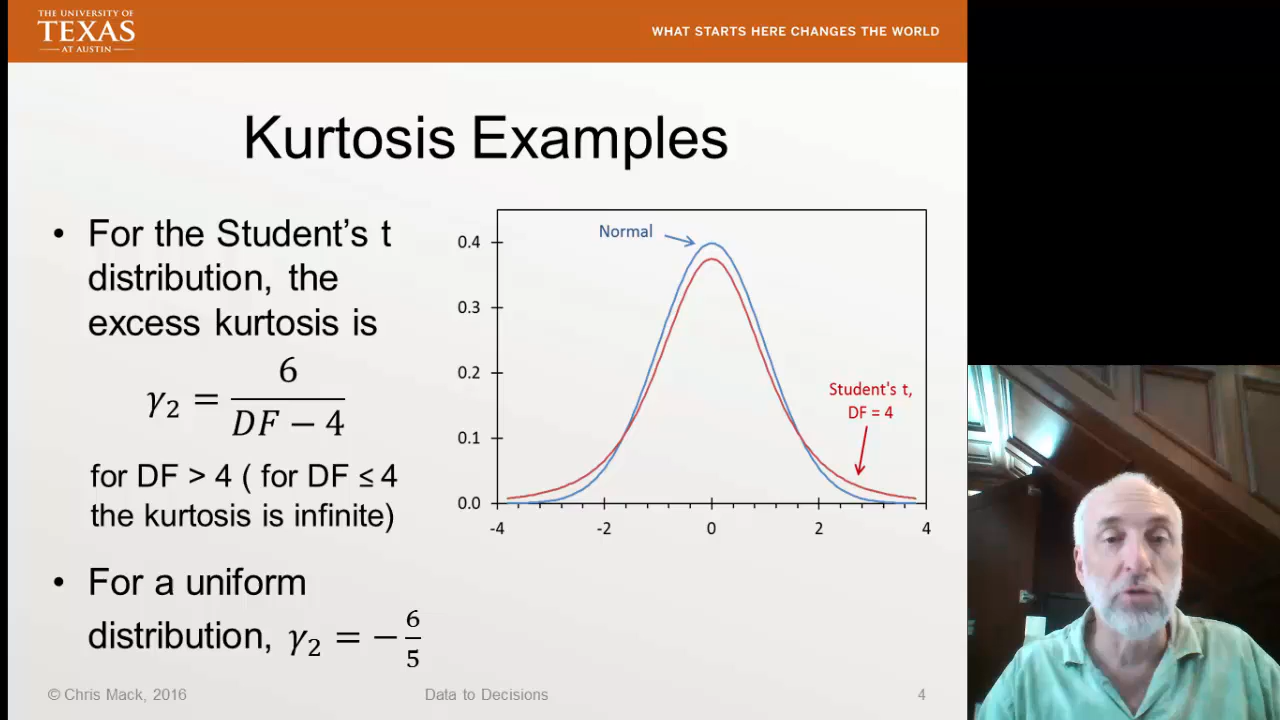 THE UNIVERSITY OF
TEXAS
AT AUSTIN
WHAT STARTS HERE CHANGES THE WORLD
Kurtosis Examples
• For the Student’s t
distribution, the
excess kurtosis is
γ₂ = 6 / (DF − 4)
for DF > 4 ( for DF ≤ 4
the kurtosis is infinite)
• For a uniform
distribution, γ₂ = − 6/5
Normal
Student's t,
DF = 4
0.4
0.3
0.2
0.1
0.0
-4 -2 0 2 4
© Chris Mack, 2016 Data to Decisions 4